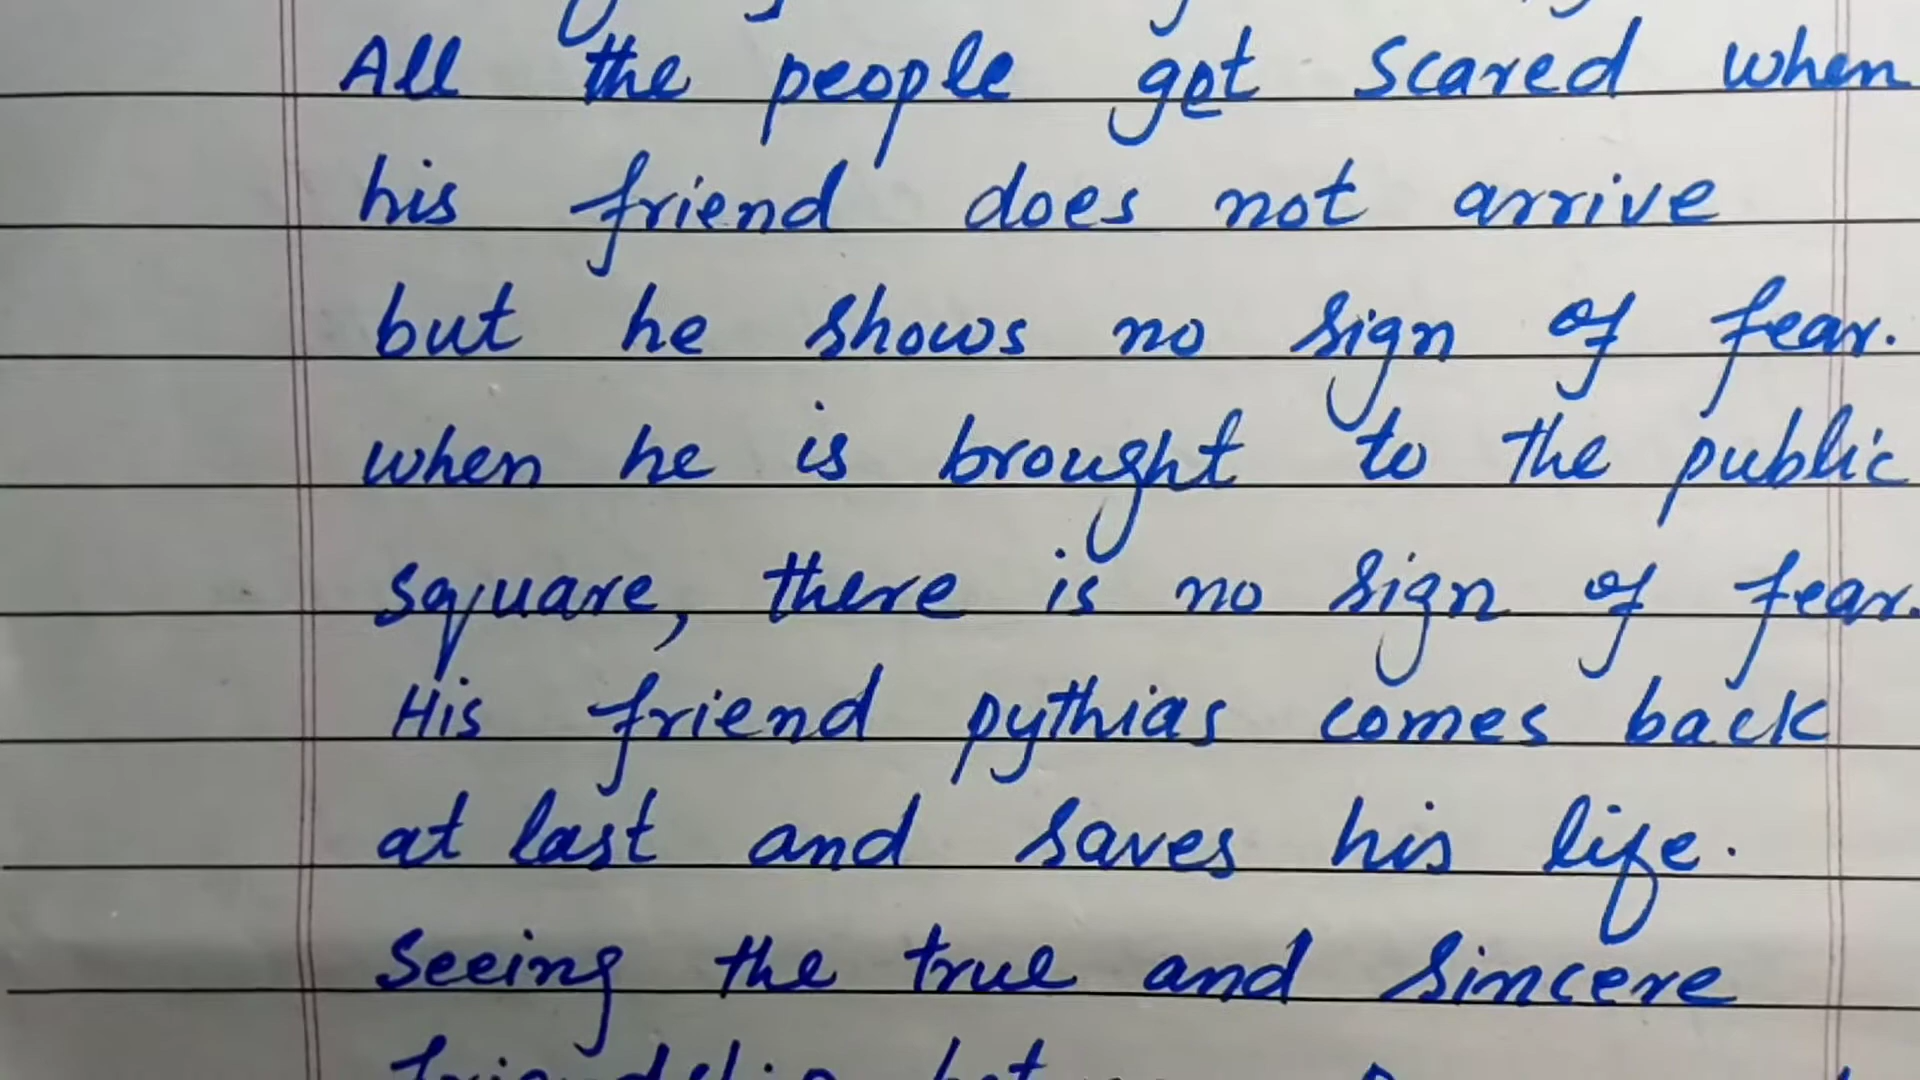 All the people get scared when
his friend does not arrive
but he shows no sign of fear.
when he is brought to the public
square, there is no sign of fear.
His friend pythias comes back
at last and saves his life.
Seeing the true and sincere